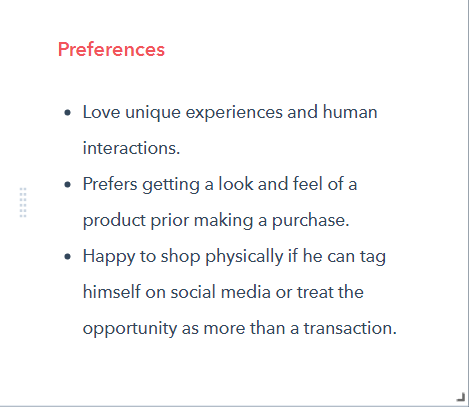 Preferences
• Love unique experiences and human
interactions.
• Prefers getting a look and feel of a
product prior making a purchase.
• Happy to shop physically if he can tag
himself on social media or treat the
opportunity as more than a transaction.